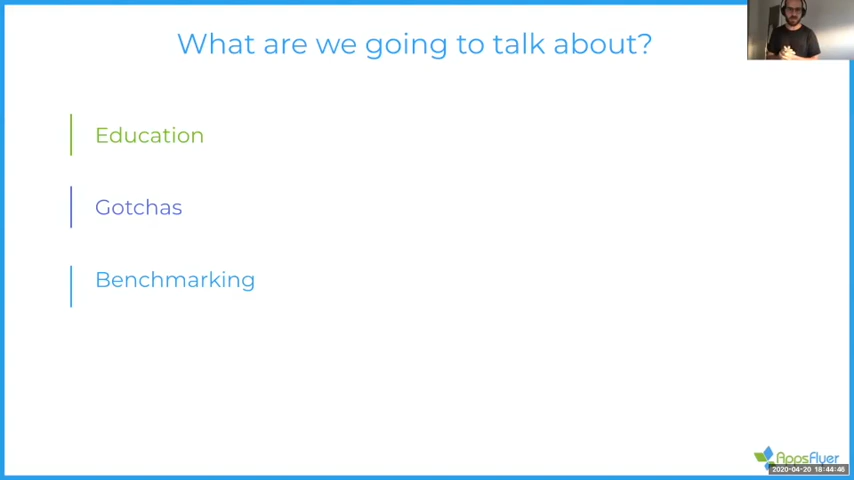 What are we going to talk about?
Education
Gotchas
Benchmarking
AppsFlyer
2020-04-20 18:44:46